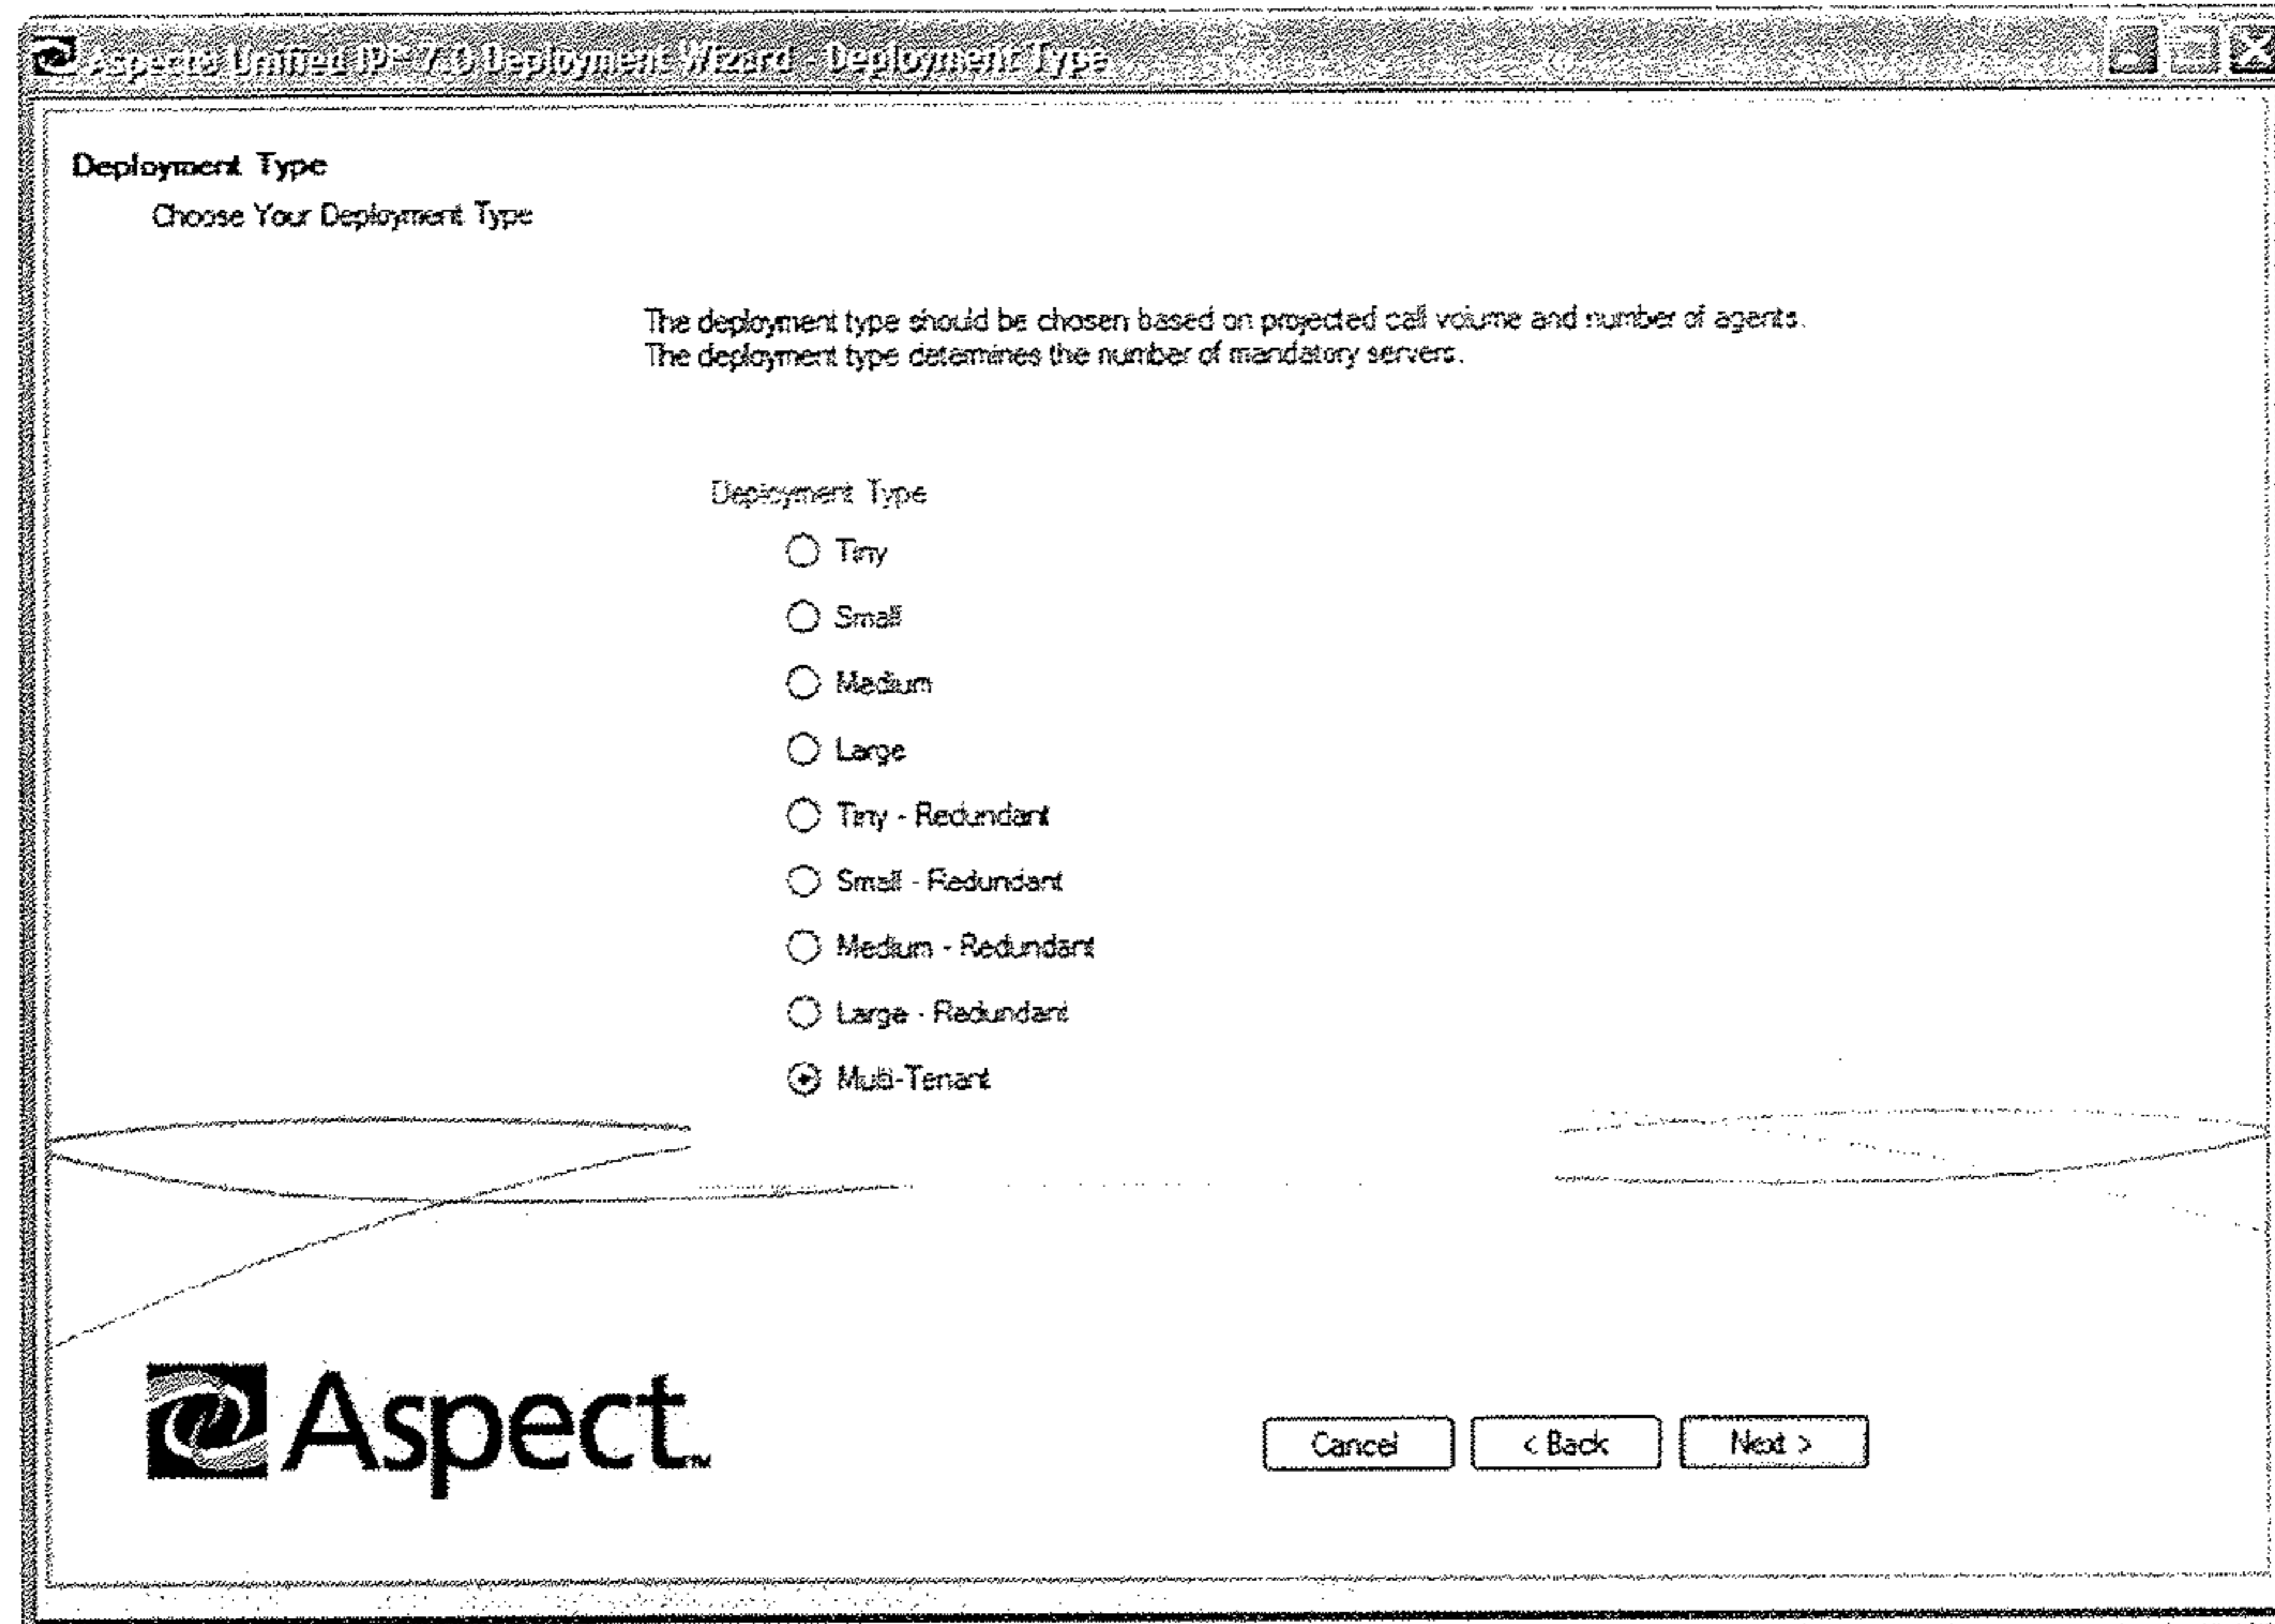 Aspect® Unified IP® 7.0 Deployment Wizard - Deployment Type
Deployment Type
Choose Your Deployment Type
The deployment type should be chosen based on projected call volume and number of agents.
The deployment type determines the number of mandatory servers.
Deployment Type
Tiny
Small
Medium
Large
Tiny - Redundant
Small - Redundant
Medium - Redundant
Large - Redundant
Multi-Tenant
Aspect™
Cancel
< Back
Next >